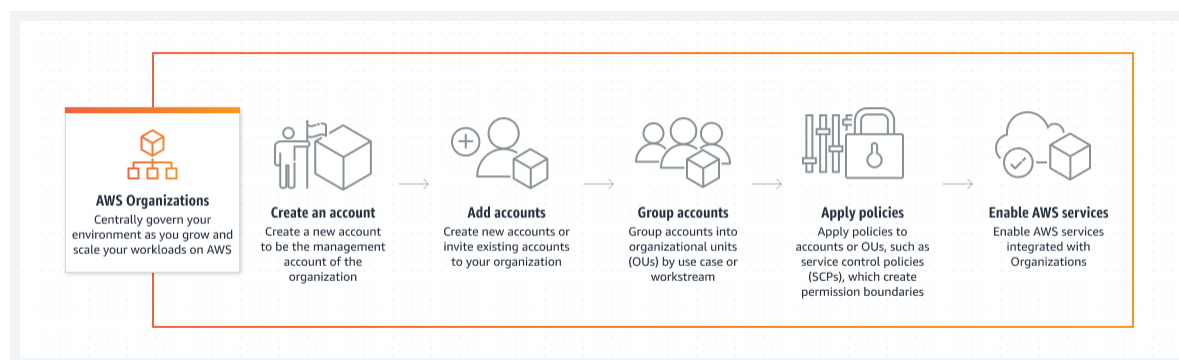 AWS Organizations
Centrally govern your
environment as you grow and
scale your workloads on AWS
Create an account
Create a new account
to be the management
account of the
organization
Add accounts
Create new accounts or
invite existing accounts
to your organization
Group accounts
Group accounts into
organizational units
(OUs) by use case or
workstream
Apply policies
Apply policies to
accounts or OUs, such as
service control policies
(SCPs), which create
permission boundaries
Enable AWS services
Enable AWS services
integrated with
Organizations